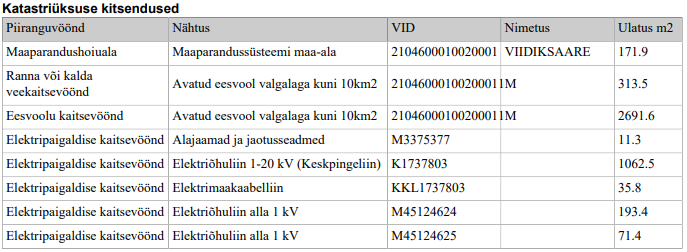 Katastriüksuse kitsendused
Piiranguvöönd Nähtus VID Nimetus Ulatus m2
Maaparandushoiuala Maaparandussüsteemi maa-ala 2104600010020001 VIIDIKSAARE 171.9
Ranna või kalda
veekaitsevöönd Avatud eesvool valgalaga kuni 10km2 21046000100200011M 313.5
Eesvoolu kaitsevöönd Avatud eesvool valgalaga kuni 10km2 21046000100200011M 2691.6
Elektripaigaldise kaitsevöönd Alajaamad ja jaotusseadmed M3375377 11.3
Elektripaigaldise kaitsevöönd Elektriõhuliin 1-20 kV (Keskpingeliin) K1737803 1062.5
Elektripaigaldise kaitsevöönd Elektrimaakaabelliin KKL1737803 35.8
Elektripaigaldise kaitsevöönd Elektriõhuliin alla 1 kV M45124624 193.4
Elektripaigaldise kaitsevöönd Elektriõhuliin alla 1 kV M45124625 71.4